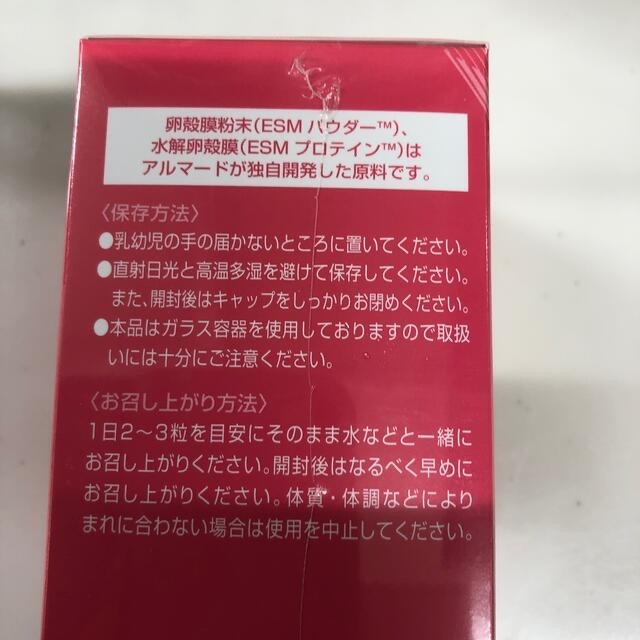 卵殻膜粉末(ESM パウダー™)、
水解卵殻膜(ESM プロテイン™)は
アルマードが独自開発した原料です。
〈保存方法〉
●乳幼児の手の届かないところに置いてください。
●直射日光と高温多湿を避けて保存してください。
また、開封後はキャップをしっかりお閉めください。
●本品はガラス容器を使用しておりますので取扱
いには十分にご注意ください。
〈お召し上がり方法〉
1日2〜3粒を目安にそのまま水などと一緒に
お召し上がりください。開封後はなるべく早めに
お召し上がりください。体質・体調などにより
まれに合わない場合は使用を中止してください。